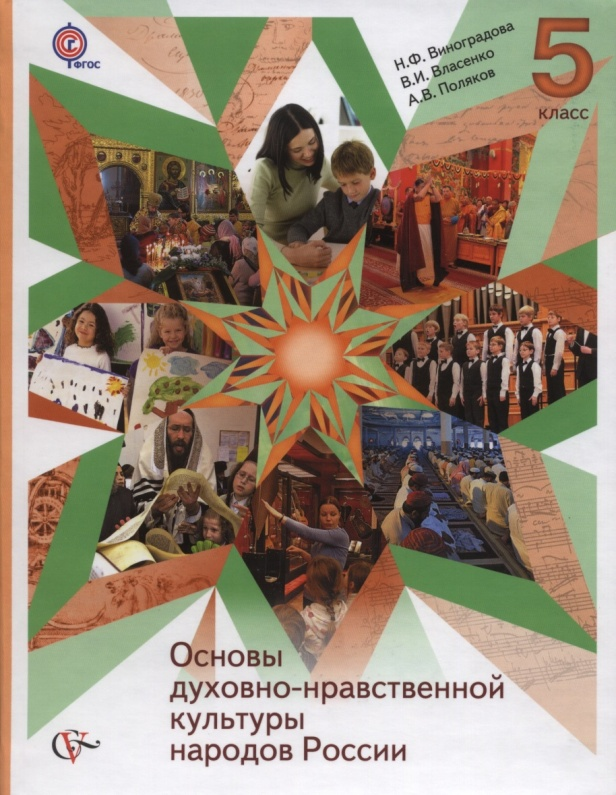 ФГОС
Н.Ф. Виноградова
В.И. Власенко
А.В. Поляков
5
класс
Основы
духовно-нравственной
культуры
народов России